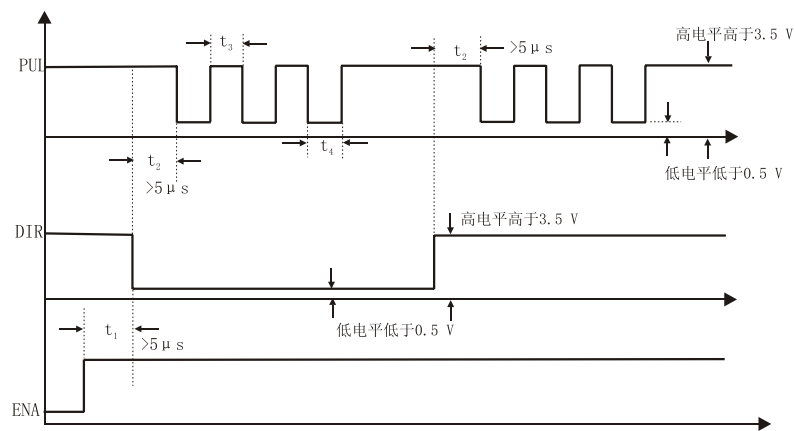 高电平高于3.5 V
t3
t2 >5μs
PUL
t4
t2
>5μs
低电平低于0.5 V
高电平高于3.5 V
DIR
低电平低于0.5 V
t1
>5μs
ENA